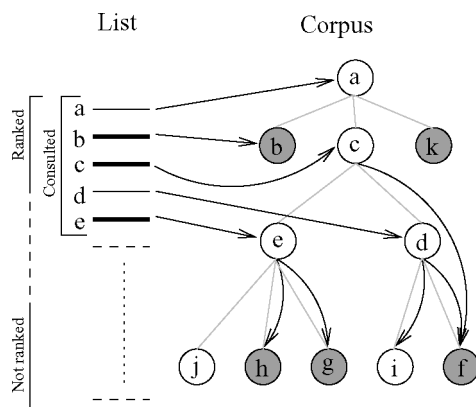 List
Corpus
Ranked
Consulted
Not ranked
a
b
c
d
e
a
b
c
k
e
d
j
h
g
i
f